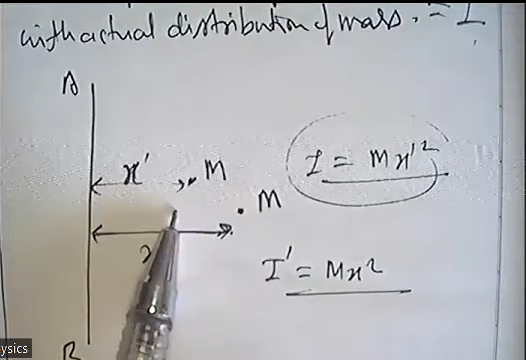 with actual distribution of mass. = I
A
x'
M
I = Mx'²
M
I' = Mx²
B
ysics